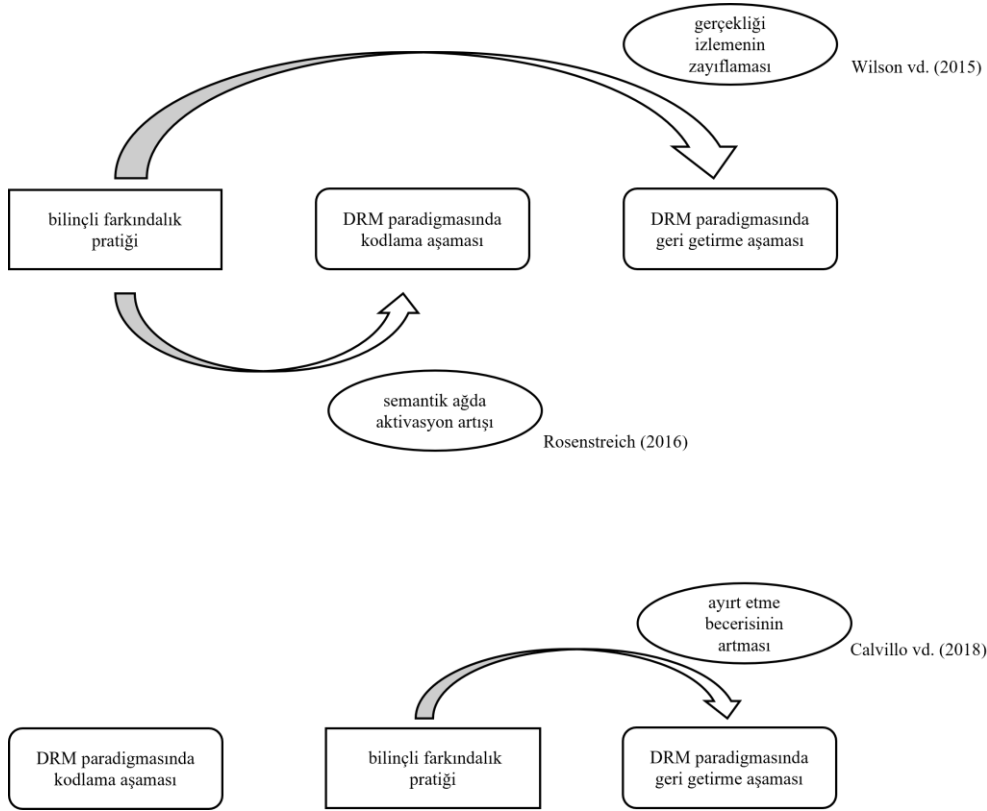 gerçekliği
izlemenin
zayıflaması
Wilson vd. (2015)
bilinçli farkındalık
pratiği
DRM paradigmasında
kodlama aşaması
DRM paradigmasında
geri getirme aşaması
semantik ağda
aktivasyon artışı
Rosenstreich (2016)
ayırt etme
becerisinin
artması
Calvillo vd. (2018)
DRM paradigmasında
kodlama aşaması
bilinçli farkındalık
pratiği
DRM paradigmasında
geri getirme aşaması